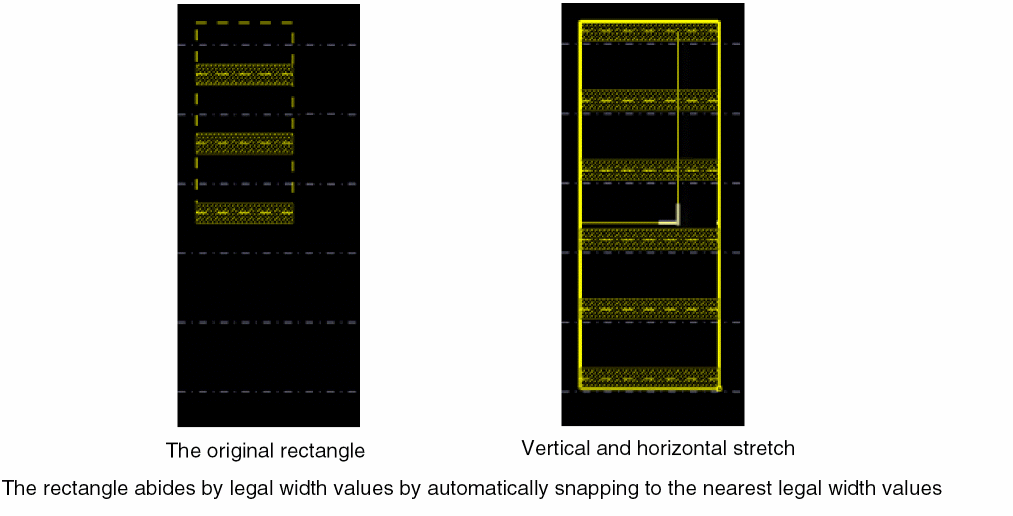 The original rectangle
Vertical and horizontal stretch
The rectangle abides by legal width values by automatically snapping to the nearest legal width values